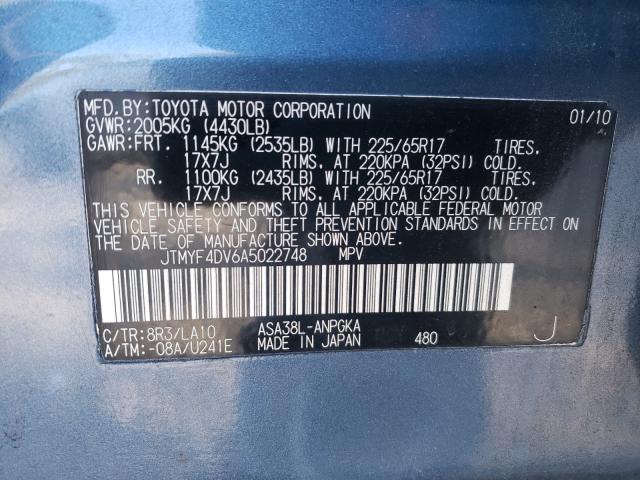 MFD.BY:TOYOTA MOTOR CORPORATION 01/10
GVWR:2005KG (4430LB) A.
GAWR:FRT. 1145KG (2535LB) WITH 225/65R17 TIRES,
17X7J RIMS, AT 220KPA (32PSI) COLD.
RR. 1100KG (2435LB) WITH 225/65R17 TIRES,
17X7J RIMS, AT 220KPA (32PSI) COLD.
THIS VEHICLE CONFORMS TO ALL APPLICABLE FEDERAL MOTOR
VEHICLE SAFETY AND THEFT PREVENTION STANDARDS IN EFFECT ON
THE DATE OF MANUFACTURE SHOWN ABOVE.
JTMYF4DV6A5022748 MPV
C/TR:8R3/LA10 ASA38L-ANPGKA J
A/TM:-08A/U241E MADE IN JAPAN 480